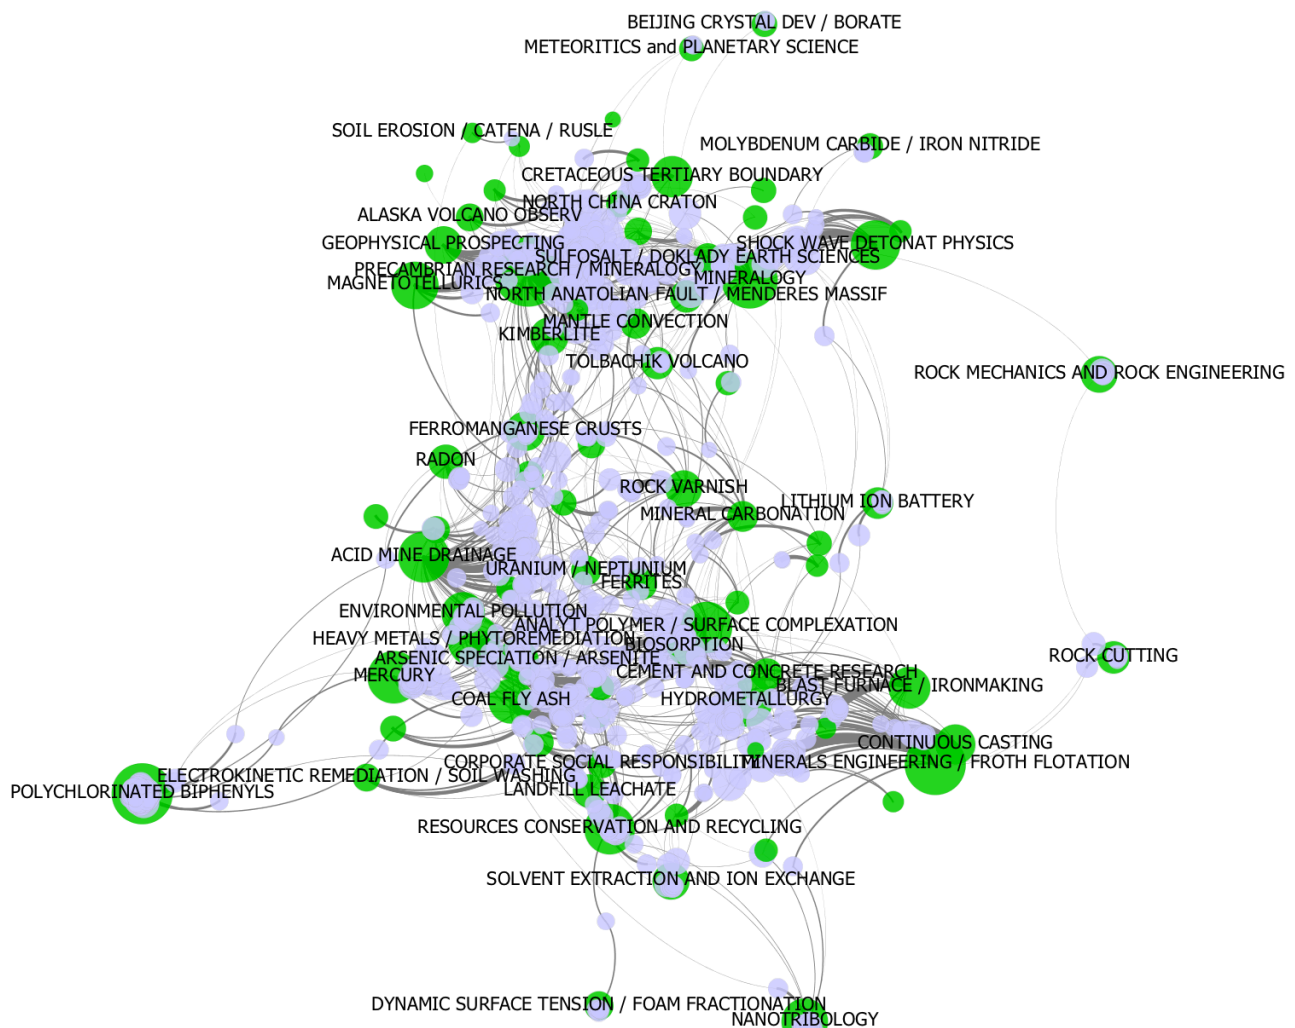 BEIJING CRYSTAL DEV / BORATE
METEORITICS and PLANETARY SCIENCE
SOIL EROSION / CATENA / RUSLE
MOLYBDENUM CARBIDE / IRON NITRIDE
CRETACEOUS TERTIARY BOUNDARY
NORTH CHINA CRATON
ALASKA VOLCANO OBSERV
GEOPHYSICAL PROSPECTING
SHOCK WAVE DETONAT PHYSICS
SULFOSALT / DOKLADY EARTH SCIENCES
PRECAMBRIAN RESEARCH / MINERALOGY
MINERALOGY
MAGNETOTELLURICS
NORTH ANATOLIAN FAULT / MENDERES MASSIF
MANTLE CONVECTION
KIMBERLITE
TOLBACHIK VOLCANO
ROCK MECHANICS AND ROCK ENGINEERING
FERROMANGANESE CRUSTS
RADON
ROCK VARNISH
LITHIUM ION BATTERY
MINERAL CARBONATION
ACID MINE DRAINAGE
URANIUM / NEPTUNIUM
FERRITES
ENVIRONMENTAL POLLUTION
ANALYT POLYMER / SURFACE COMPLEXATION
HEAVY METALS / PHYTOREMEDIATION
BIOSORPTION
ROCK CUTTING
ARSENIC SPECIATION / ARSENITE
MERCURY
CEMENT AND CONCRETE RESEARCH
BLAST FURNACE / IRONMAKING
COAL FLY ASH
HYDROMETALLURGY
CONTINUOUS CASTING
CORPORATE SOCIAL RESPONSIBILITY
MINERALS ENGINEERING / FROTH FLOTATION
ELECTROKINETIC REMEDIATION / SOIL WASHING
POLYCHLORINATED BIPHENYLS
LANDFILL LEACHATE
RESOURCES CONSERVATION AND RECYCLING
SOLVENT EXTRACTION AND ION EXCHANGE
DYNAMIC SURFACE TENSION / FOAM FRACTIONATION
NANOTRIBOLOGY